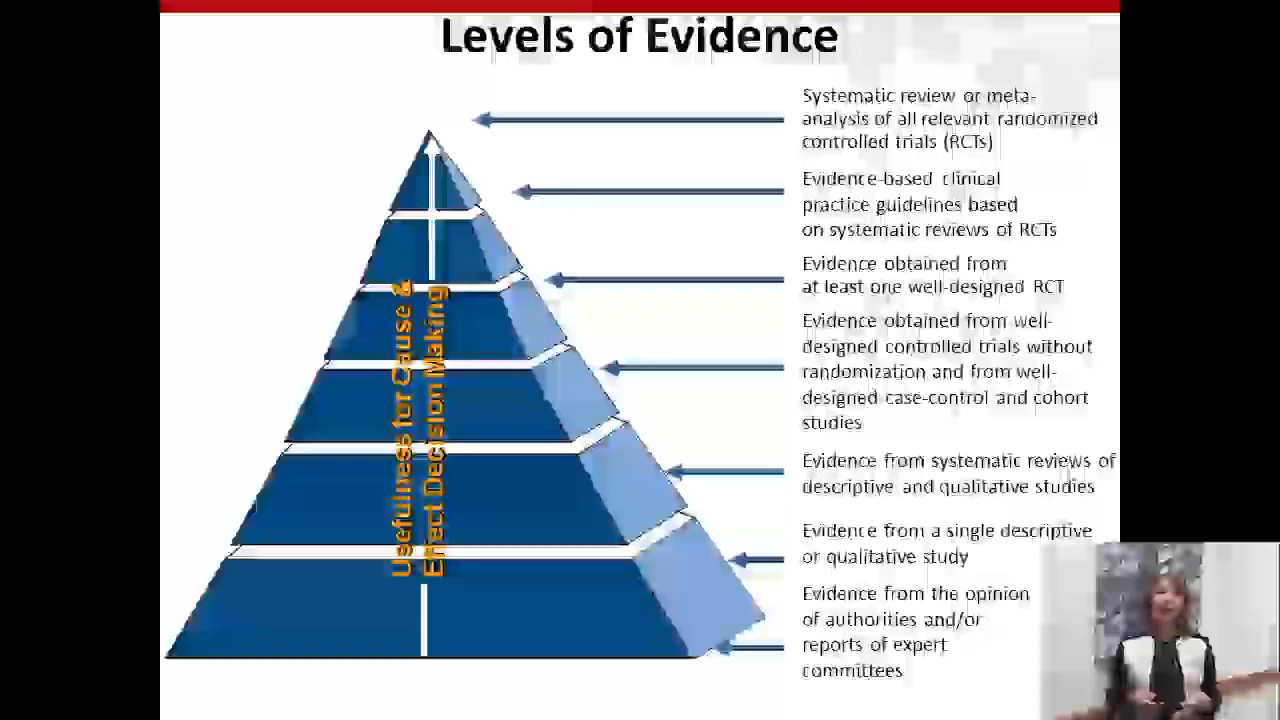 Levels of Evidence
Systematic review or meta-
analysis of all relevant randomized
controlled trials (RCTs)
Evidence-based clinical
practice guidelines based
on systematic reviews of RCTs
Evidence obtained from
at least one well-designed RCT
Evidence obtained from well-
designed controlled trials without
randomization and from well-
designed case-control and cohort
studies
Evidence from systematic reviews of
descriptive and qualitative studies
Evidence from a single descriptive
or qualitative study
Evidence from the opinion
of authorities and/or
reports of expert
committees
Usefulness for Cause &
Effect Decision Making